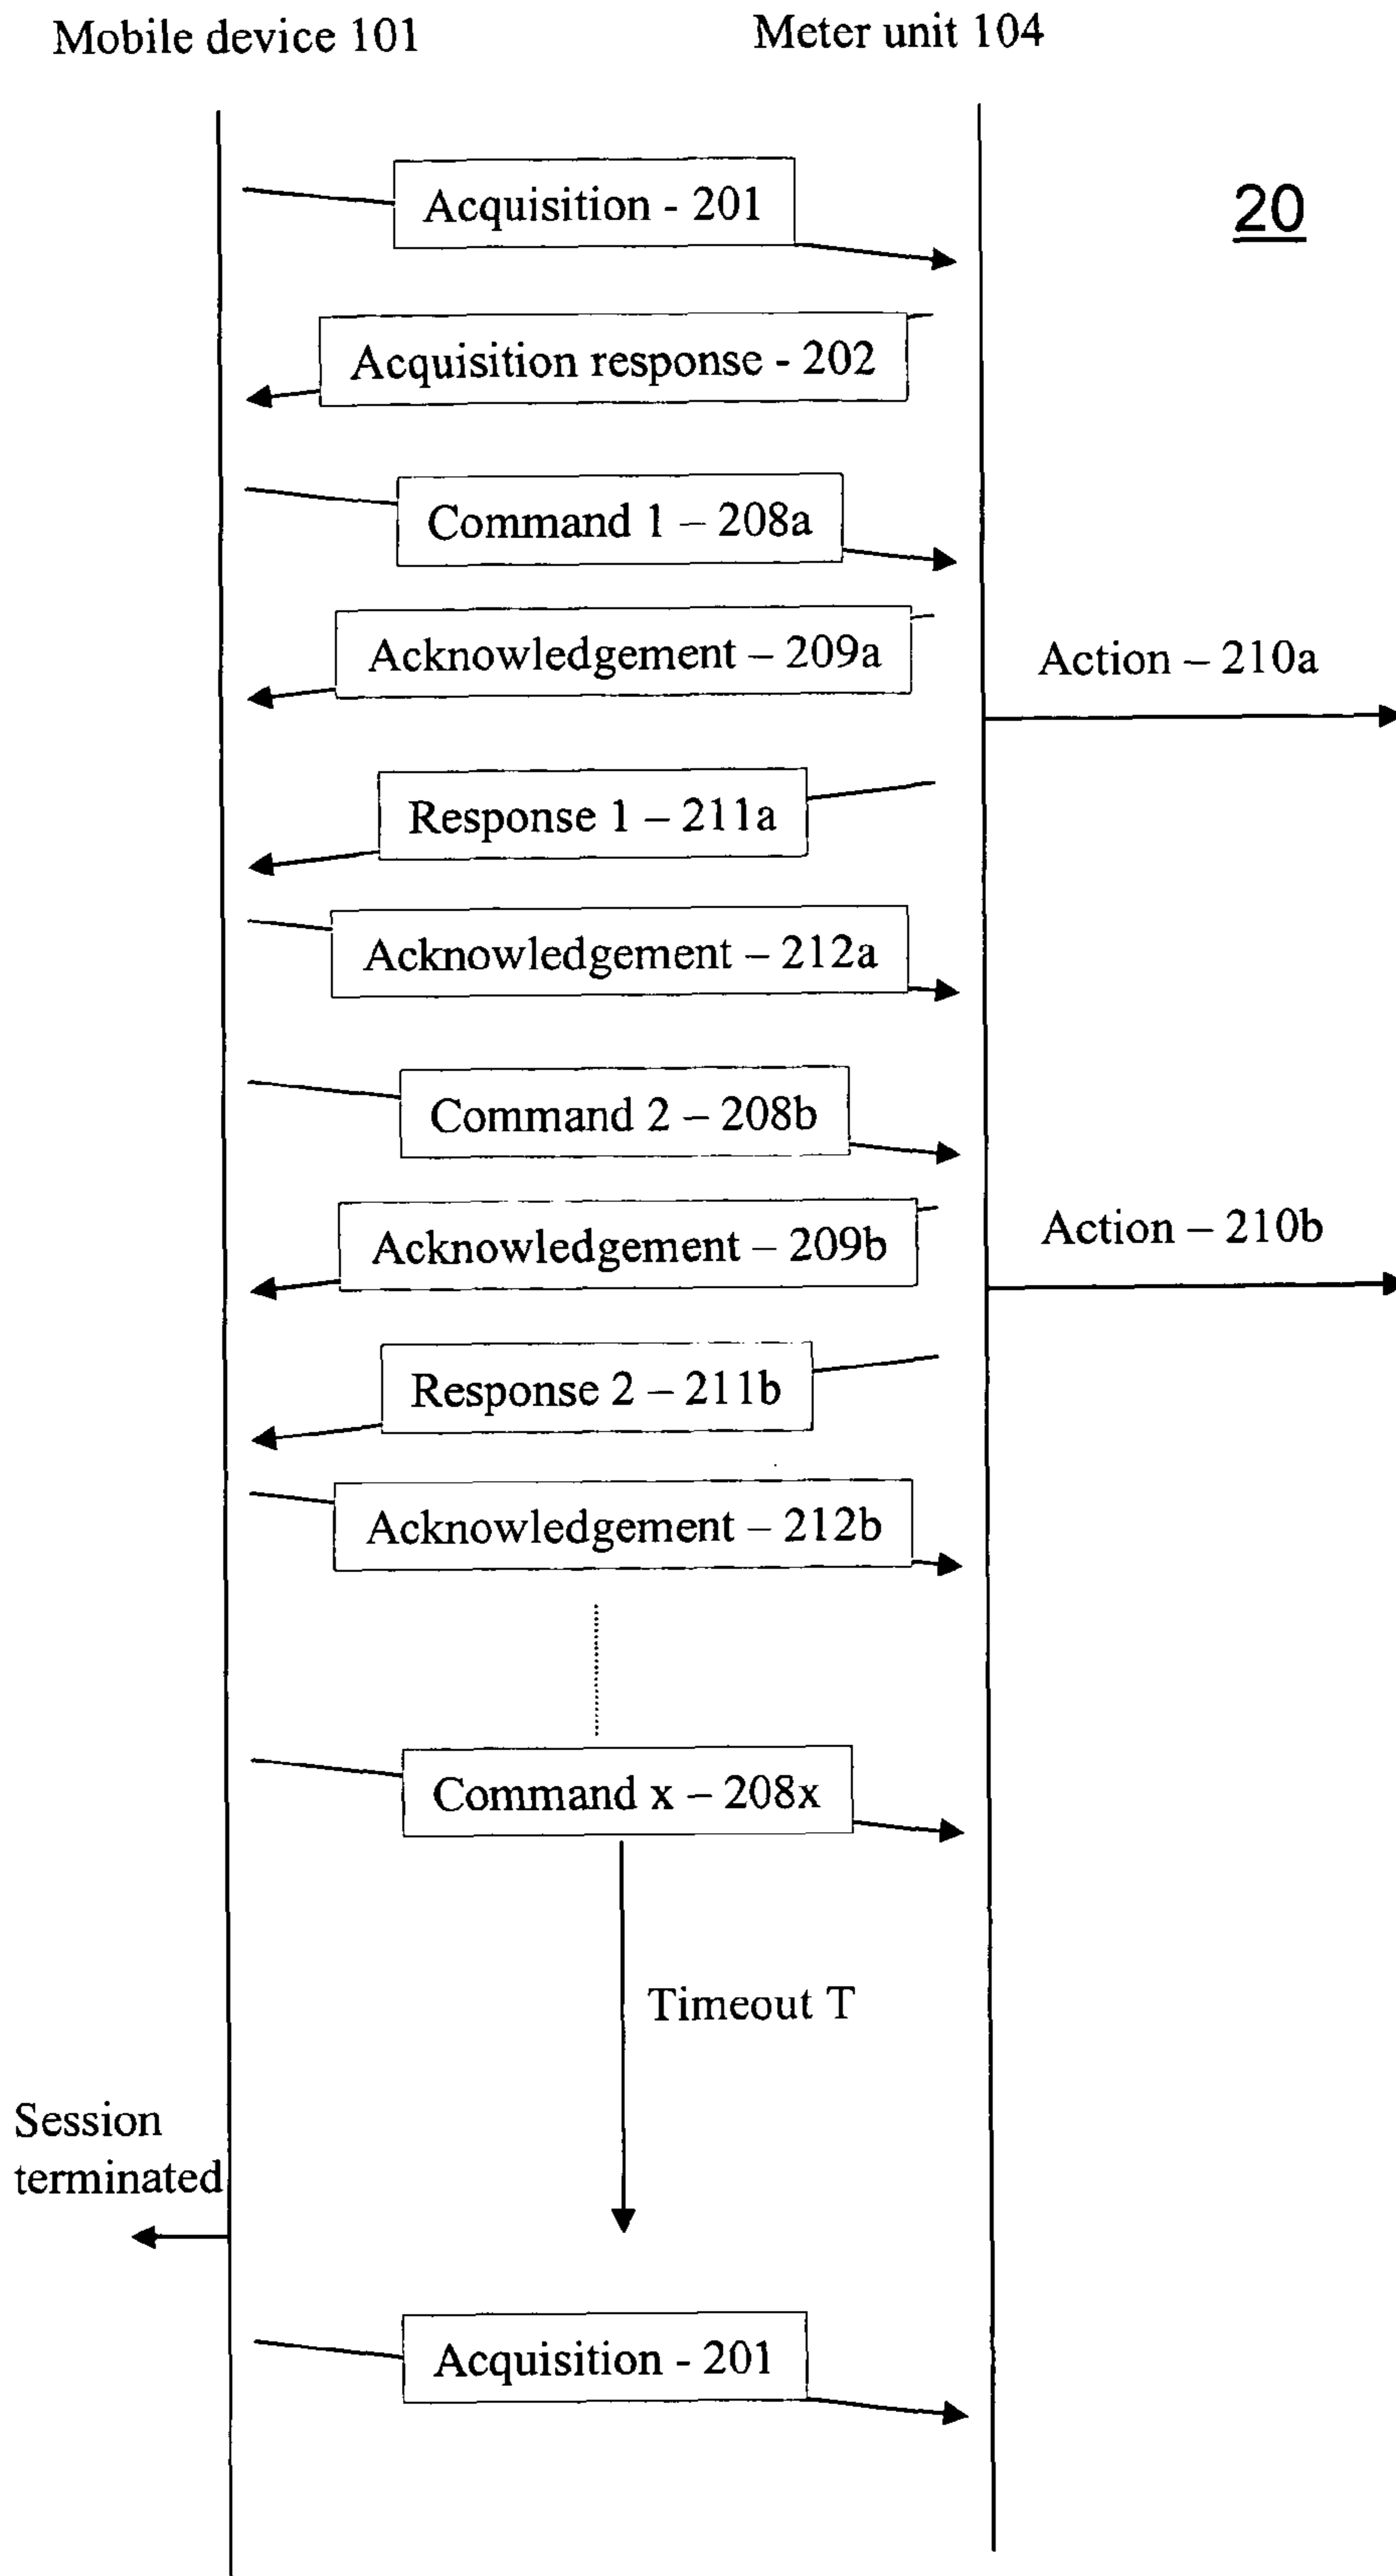 Mobile device 101
Meter unit 104
Acquisition - 201
20
Acquisition response - 202
Command 1 – 208a
Acknowledgement – 209a
Action – 210a
Response 1 – 211a
Acknowledgement – 212a
Command 2 – 208b
Acknowledgement – 209b
Action – 210b
Response 2 – 211b
Acknowledgement – 212b
Command x – 208x
Timeout T
Session
terminated
Acquisition - 201